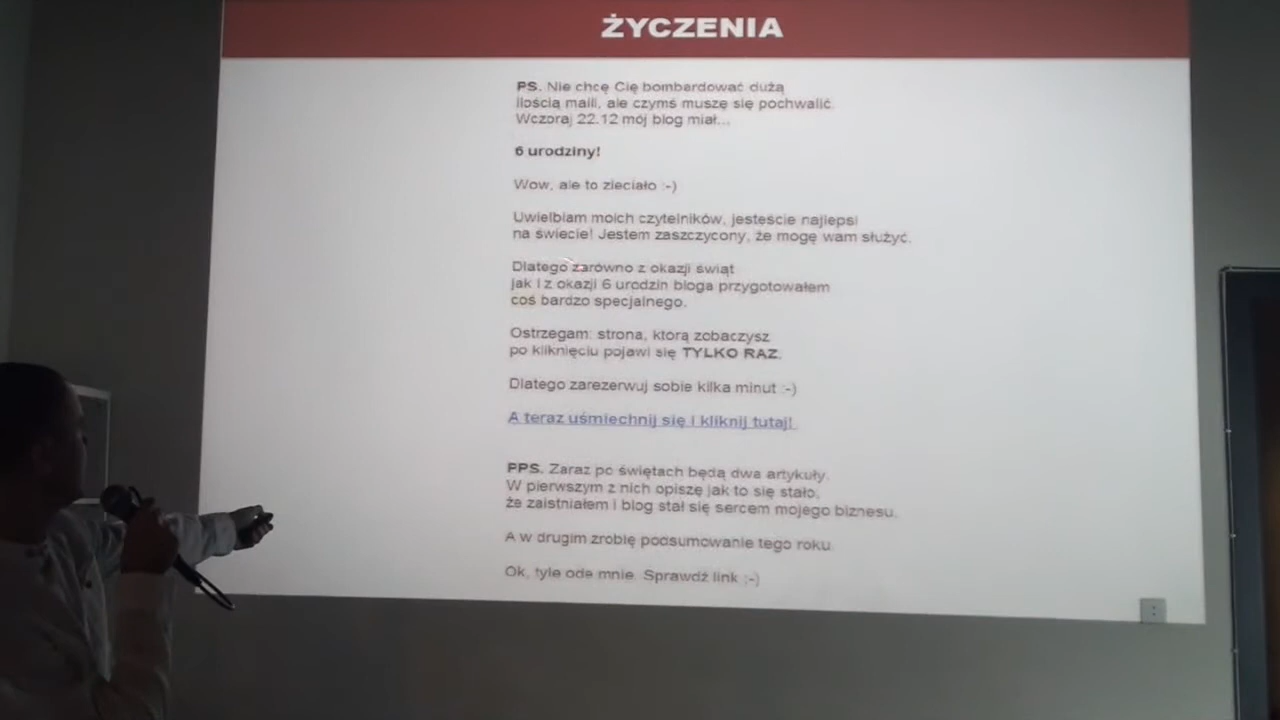 ŻYCZENIA
PS. Nie chcę Cię bombardować dużą
ilością maili, ale czymś muszę się pochwalić.
Wczoraj 22.12 mój blog miał...
6 urodziny!
Wow, ale to zleciało :-)
Uwielbiam moich czytelników, jesteście najlepsi
na świecie! Jestem zaszczycony, że mogę wam służyć.
Dlatego zarówno z okazji świąt
jak i z okazji 6 urodzin bloga przygotowałem
coś bardzo specjalnego.
Ostrzegam: strona, którą zobaczysz
po kliknięciu pojawi się TYLKO RAZ.
Dlatego zarezerwuj sobie kilka minut :-)
A teraz uśmiechnij się i kliknij tutaj!
PPS. Zaraz po świętach będą dwa artykuły.
W pierwszym z nich opiszę jak to się stało,
że zaistniałem i blog stał się sercem mojego biznesu.
A w drugim zrobię podsumowanie tego roku.
Ok, tyle ode mnie. Sprawdź link :-)